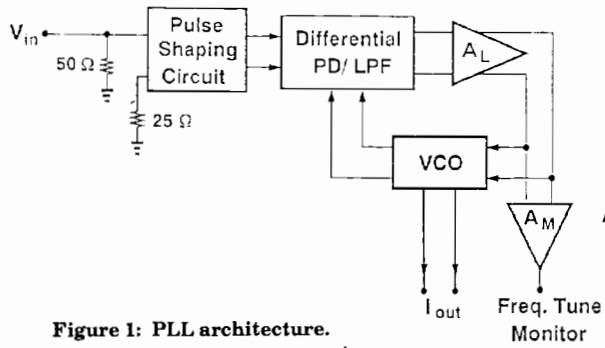 V_in
50 Ω
25 Ω
Pulse
Shaping
Circuit
Differential
PD/ LPF
A_L
VCO
A_M
I_out
Freq. Tune
Monitor
Figure 1: PLL architecture.